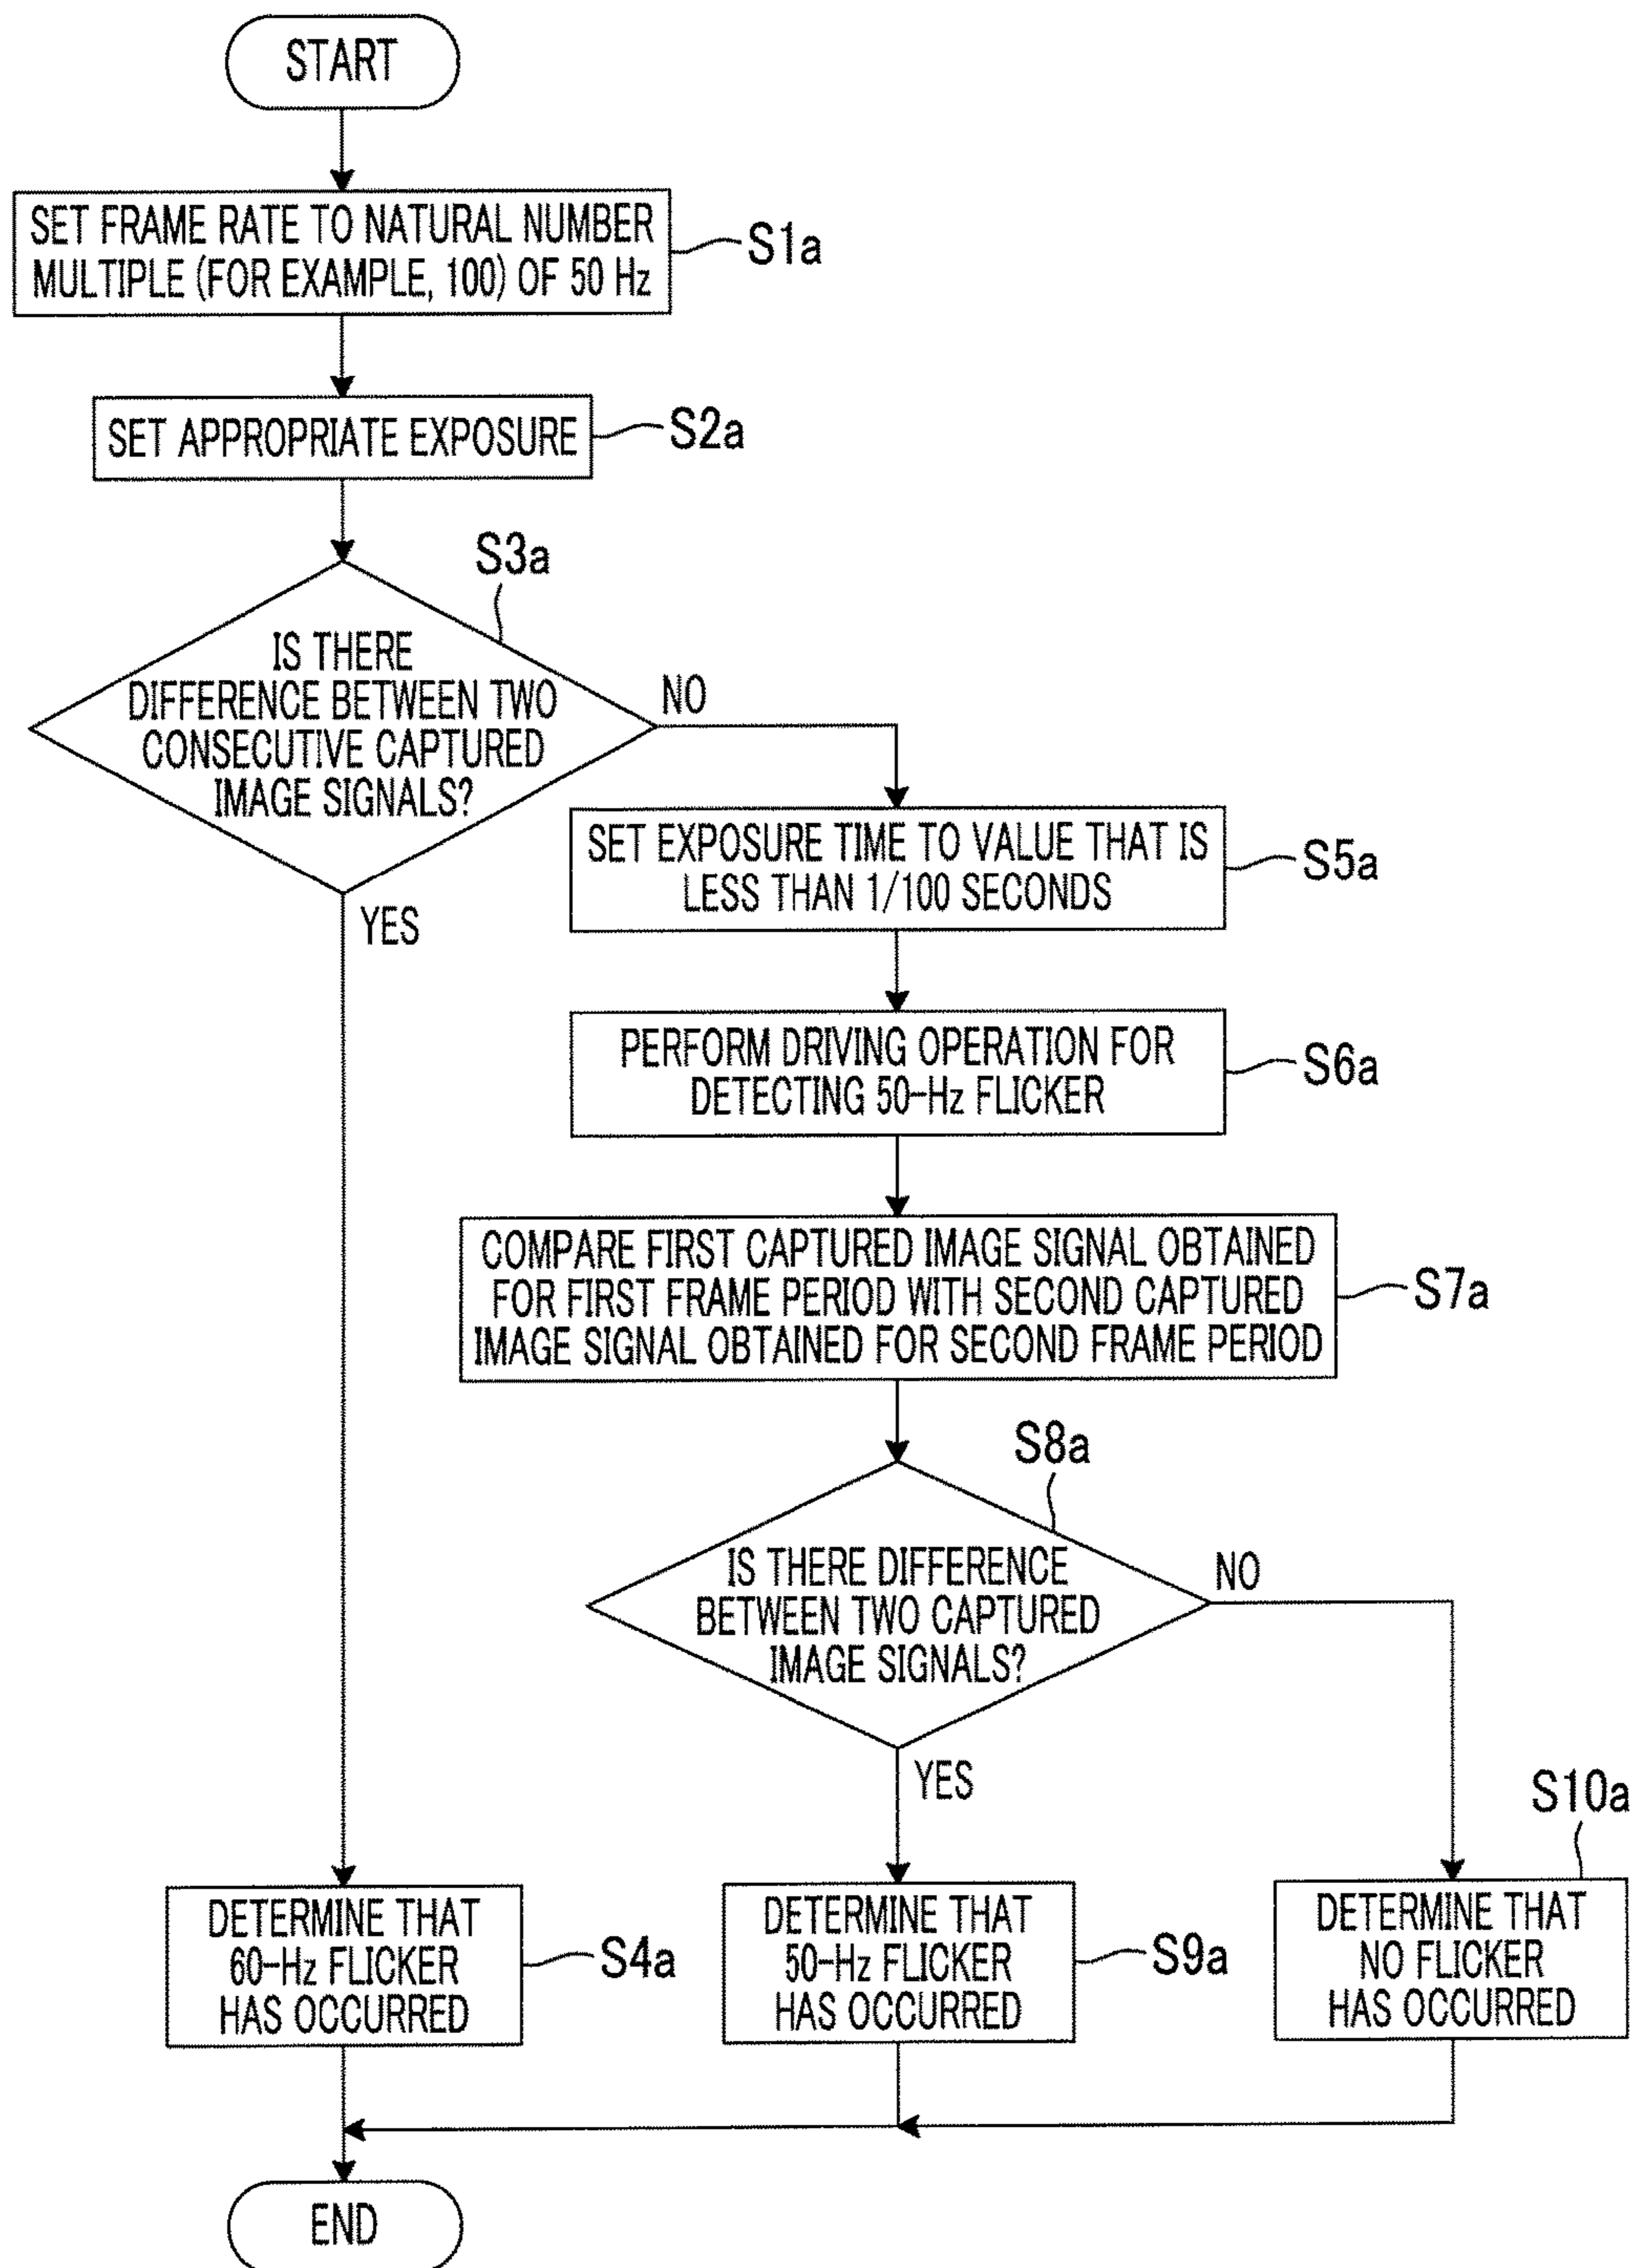 START
SET FRAME RATE TO NATURAL NUMBER
MULTIPLE (FOR EXAMPLE, 100) OF 50 Hz
S1a
SET APPROPRIATE EXPOSURE
S2a
S3a
IS THERE
DIFFERENCE BETWEEN TWO
CONSECUTIVE CAPTURED
IMAGE SIGNALS?
NO
YES
SET EXPOSURE TIME TO VALUE THAT IS
LESS THAN 1/100 SECONDS
S5a
PERFORM DRIVING OPERATION FOR
DETECTING 50-Hz FLICKER
S6a
COMPARE FIRST CAPTURED IMAGE SIGNAL OBTAINED
FOR FIRST FRAME PERIOD WITH SECOND CAPTURED
IMAGE SIGNAL OBTAINED FOR SECOND FRAME PERIOD
S7a
S8a
IS THERE DIFFERENCE
BETWEEN TWO CAPTURED
IMAGE SIGNALS?
NO
YES
DETERMINE THAT
60-Hz FLICKER
HAS OCCURRED
S4a
DETERMINE THAT
50-Hz FLICKER
HAS OCCURRED
S9a
S10a
DETERMINE THAT
NO FLICKER
HAS OCCURRED
END